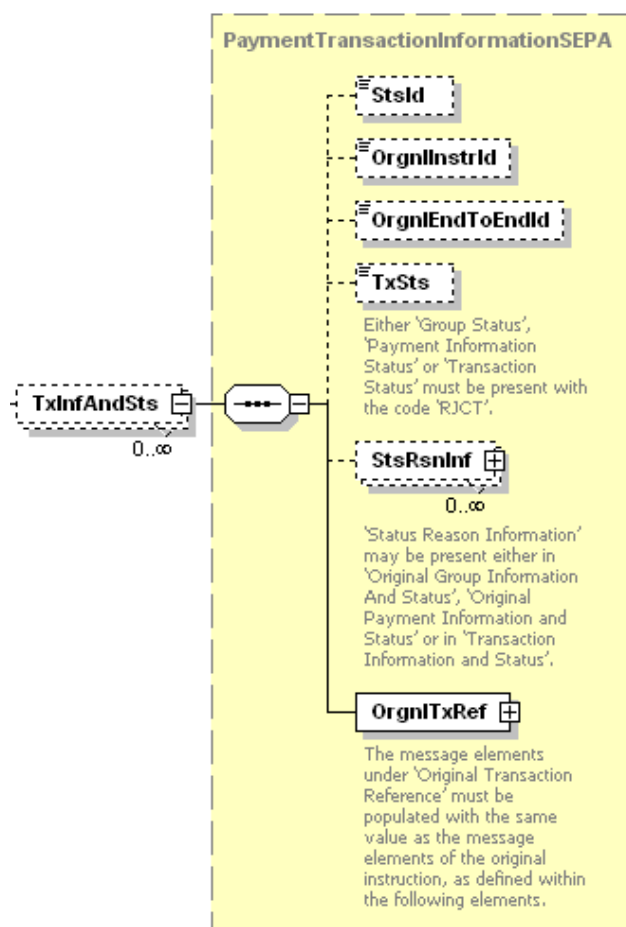 PaymentTransactionInformationSEPA
StsId
OrgnlInstrId
OrgnlEndToEndId
TxSts
Either 'Group Status',
'Payment Information
Status' or 'Transaction
Status' must be present with
the code 'RJCT'.
TxInfAndSts
0..∞
StsRsnInf
0..∞
'Status Reason Information'
may be present either in
'Original Group Information
And Status', 'Original
Payment Information and
Status' or in 'Transaction
Information and Status'.
OrgnlTxRef
The message elements
under 'Original Transaction
Reference' must be
populated with the same
value as the message
elements of the original
instruction, as defined within
the following elements.